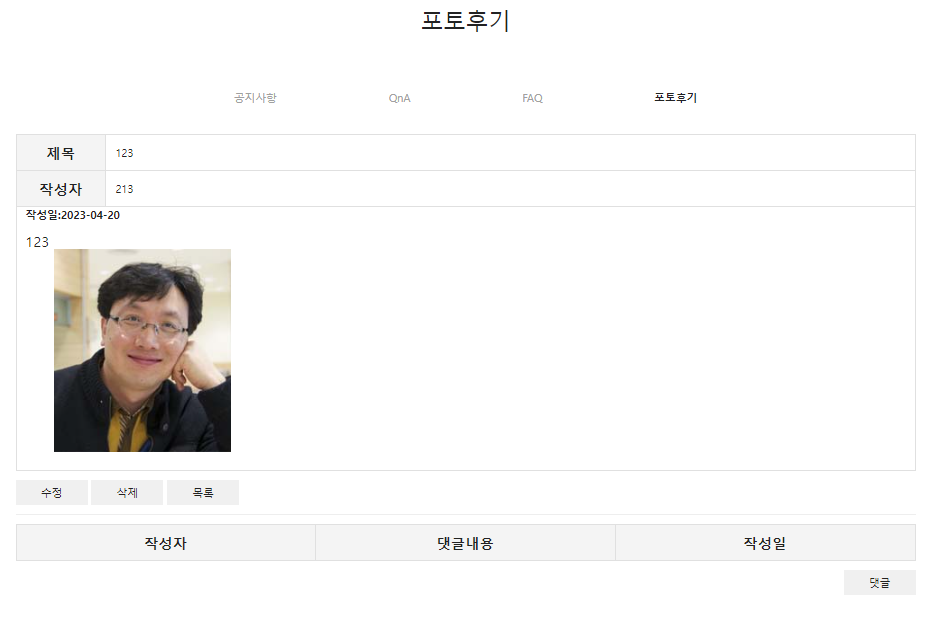 포토후기
공지사항 QnA FAQ 포토후기
제목 123
작성자 213
작성일:2023-04-20
123
수정 삭제 목록
작성자 댓글내용 작성일
댓글